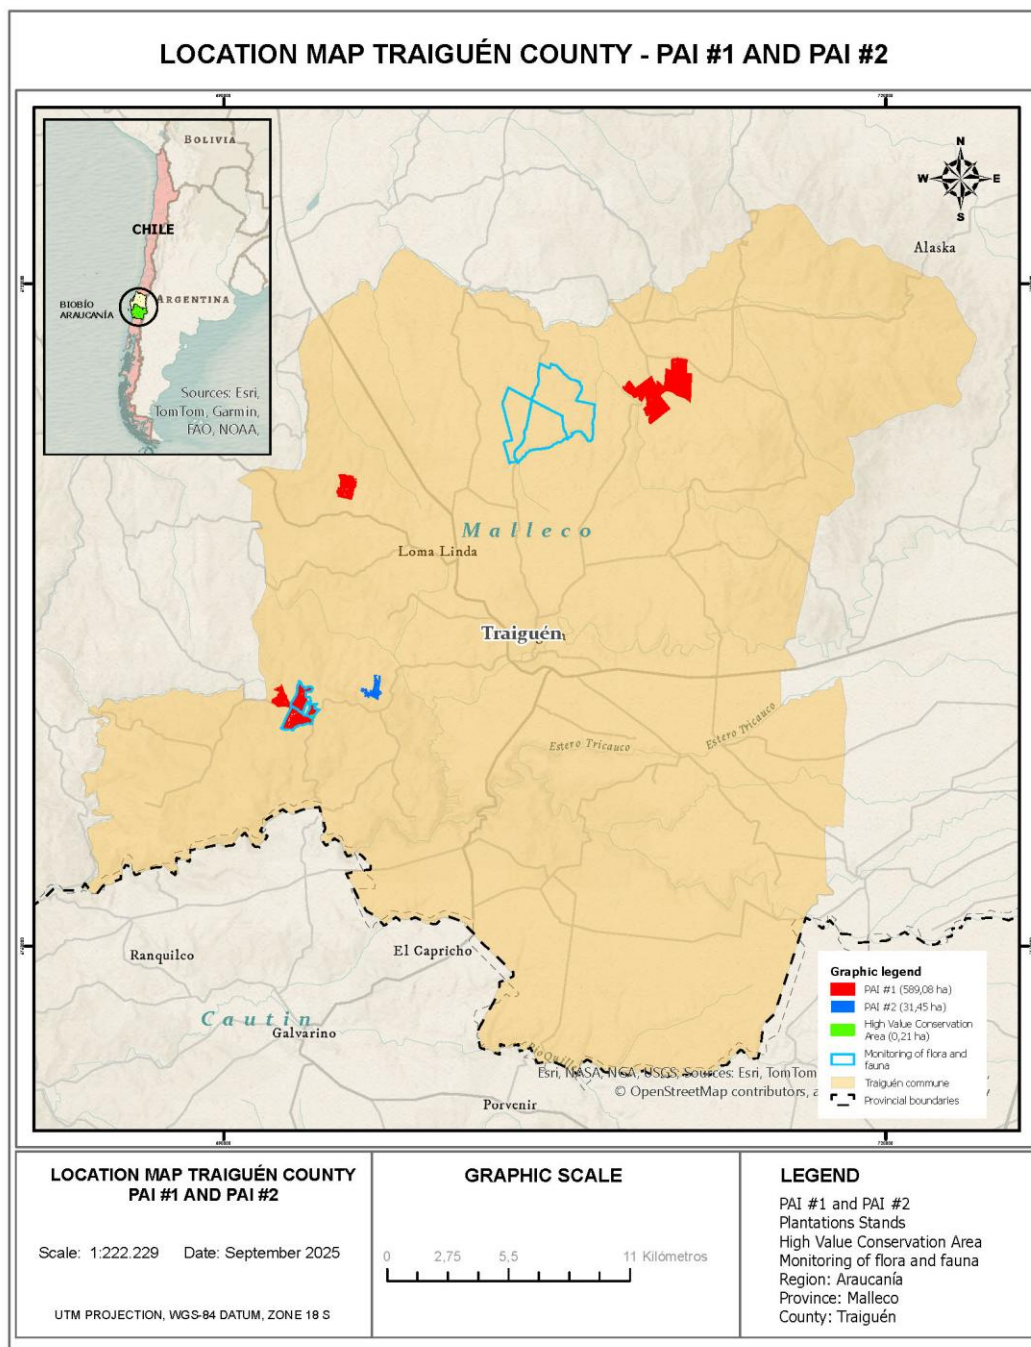 LOCATION MAP TRAIGUÉN COUNTY - PAI #1 AND PAI #2
BOLIVIA
CHILE
BIOBÍO
ARAUCANÍA
ARGENTINA
Sources: Esri,
TomTom, Garmin,
FAO, NOAA,
N
W
E
S
Alaska
Malleco
Loma Linda
Traiguén
Estero Tricauco
Estero Tricauco
Ranquilco
El Capricho
Cautin
Galvarino
Porvenir
Esri, NASA, NGA, USGS, Sources: Esri, TomTom
© OpenStreetMap contributors,
Graphic legend
PAI #1 (589,08 ha)
PAI #2 (31,45 ha)
High Value Conservation
Area (0,21 ha)
Monitoring of flora and
fauna
Traiguén commune
Provincial boundaries
LOCATION MAP TRAIGUÉN COUNTY
PAI #1 AND PAI #2
Scale: 1:222.229 Date: September 2025
UTM PROJECTION, WGS-84 DATUM, ZONE 18 S
GRAPHIC SCALE
0 2,75 5,5 11 Kilómetros
LEGEND
PAI #1 and PAI #2
Plantations Stands
High Value Conservation Area
Monitoring of flora and fauna
Region: Araucanía
Province: Malleco
County: Traiguén